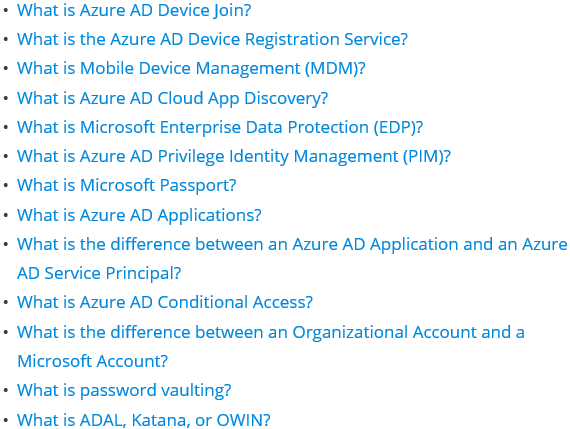 • What is Azure AD Device Join?
• What is the Azure AD Device Registration Service?
• What is Mobile Device Management (MDM)?
• What is Azure AD Cloud App Discovery?
• What is Microsoft Enterprise Data Protection (EDP)?
• What is Azure AD Privilege Identity Management (PIM)?
• What is Microsoft Passport?
• What is Azure AD Applications?
• What is the difference between an Azure AD Application and an Azure
AD Service Principal?
• What is Azure AD Conditional Access?
• What is the difference between an Organizational Account and a
Microsoft Account?
• What is password vaulting?
• What is ADAL, Katana, or OWIN?